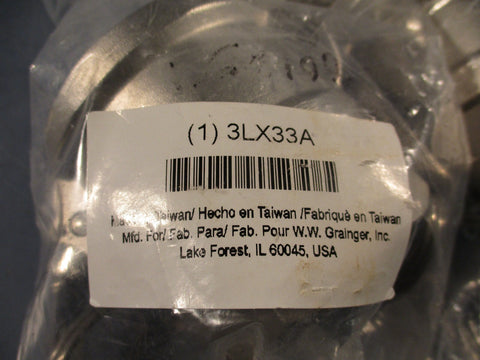 (1) 3LX33A
Taiwan/ Hecho en Taiwan /Fabriquè en Taiwan
Mfd. For/ Fab. Para/ Fab. Pour W.W. Grainger, Inc.
Lake Forest, IL 60045, USA